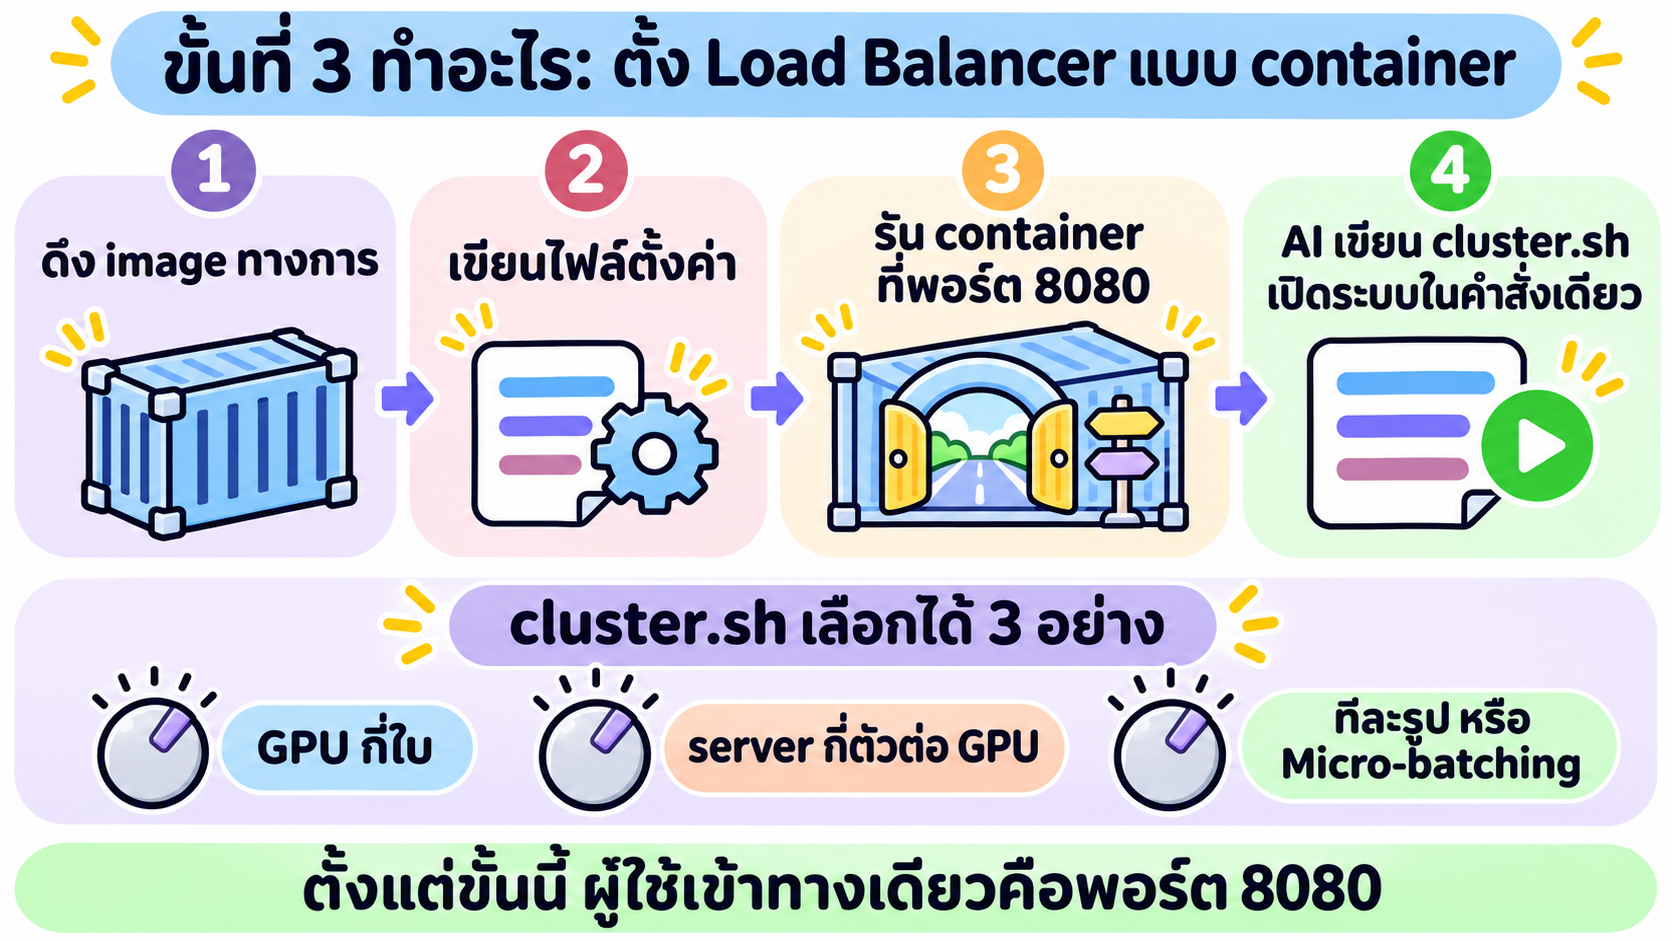 ขั้นที่ 3 ทำอะไร: ตั้ง Load Balancer แบบ container
1
ดึง image ทางการ
2
เขียนไฟล์ตั้งค่า
3
รัน container
ที่พอร์ต 8080
4
AI เขียน cluster.sh
เปิดระบบในคำสั่งเดียว
cluster.sh เลือกได้ 3 อย่าง
GPU กี่ใบ
server กี่ตัวต่อ GPU
ทีละรูป หรือ
Micro-batching
ตั้งแต่ขั้นนี้ ผู้ใช้เข้าทางเดียวคือพอร์ต 8080